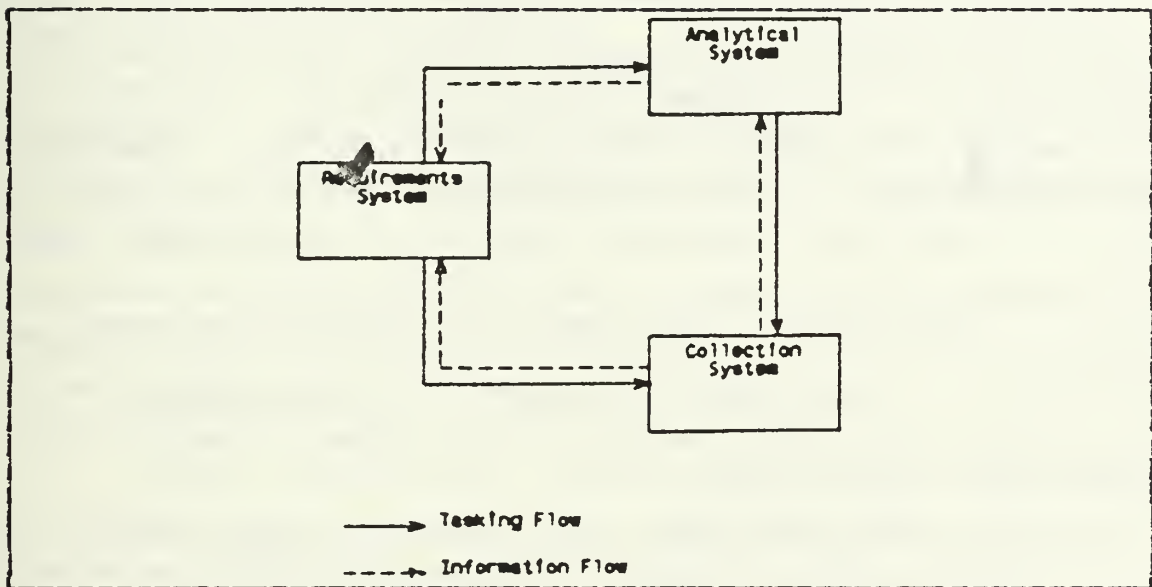 Analytical
System
Requirements
System
Collection
System
Tasking Flow
Information Flow